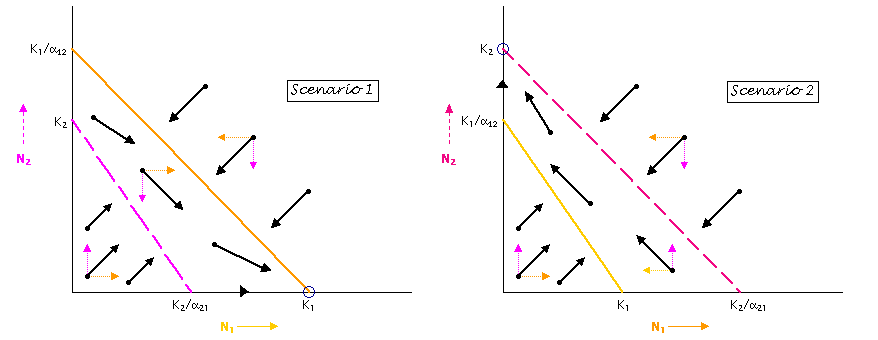 K₁/α₁₂
Scenario 1
K₂
N₂
K₂/α₂₁
K₁
N₁
K₂
Scenario 2
K₁/α₁₂
N₂
K₁
K₂/α₂₁
N₁